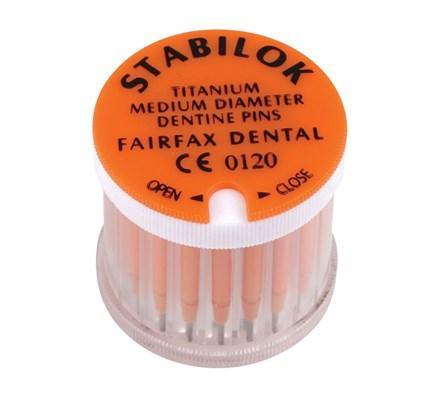 STABILOK
TITANIUM
MEDIUM DIAMETER
DENTINE PINS
FAIRFAX DENTAL
CE 0120
OPEN ◄ ► CLOSE